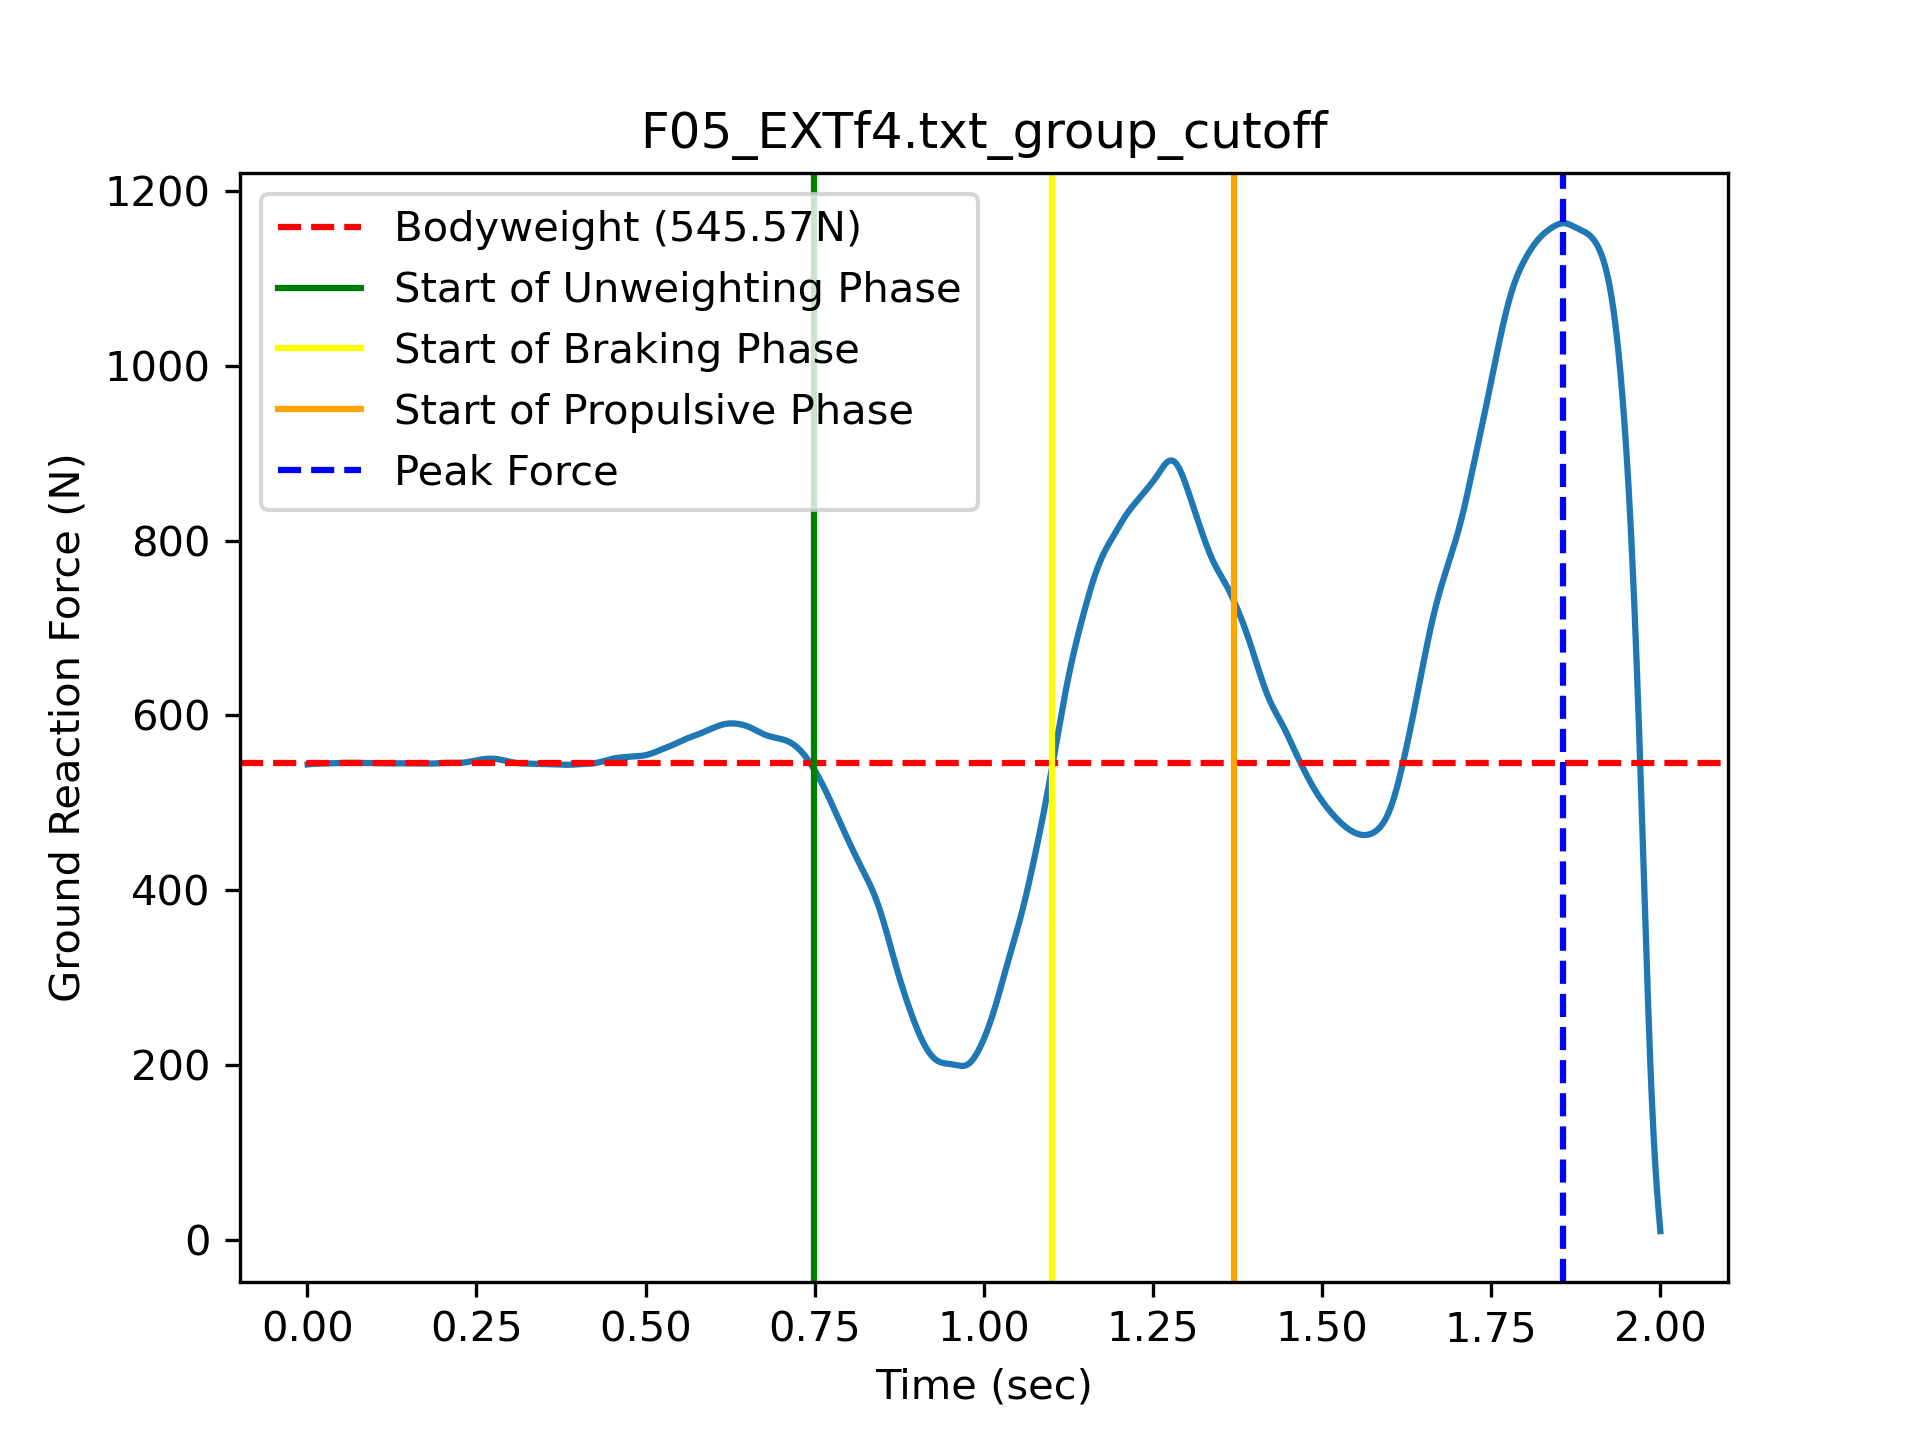 F05_EXTf4.txt_group_cutoff
Bodyweight (545.57N)
Start of Unweighting Phase
Start of Braking Phase
Start of Propulsive Phase
Peak Force
Ground Reaction Force (N)
1200
1000
800
600
400
200
0
0.00 0.25 0.50 0.75 1.00 1.25 1.50 1.75 2.00
Time (sec)